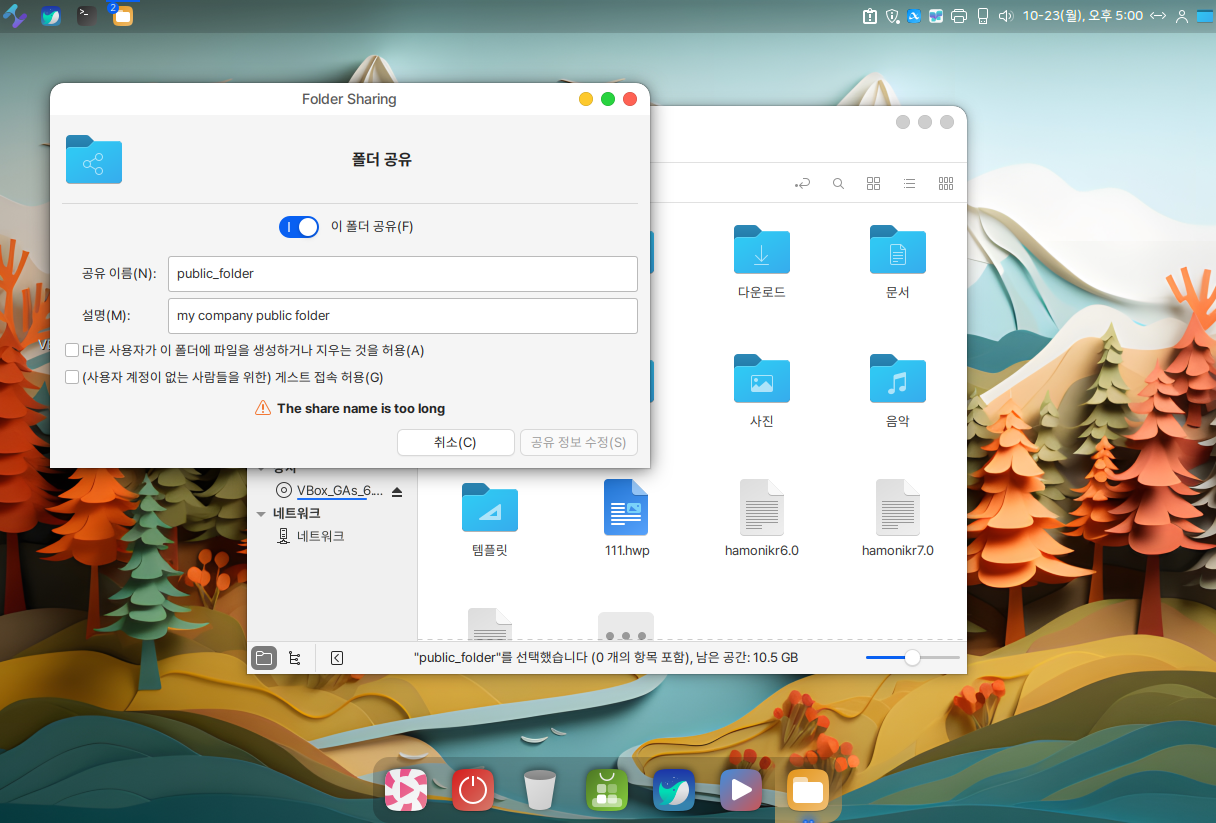 2
10-23(월), 오후 5:00
Folder Sharing
폴더 공유
이 폴더 공유(F)
공유 이름(N):
public_folder
설명(M):
my company public folder
다른 사용자가 이 폴더에 파일을 생성하거나 지우는 것을 허용(A)
(사용자 계정이 없는 사람들을 위한) 게스트 접속 허용(G)
The share name is too long
취소(C)
공유 정보 수정(S)
다운로드
문서
사진
음악
VBox_GAs_6....
네트워크
네트워크
템플릿
111.hwp
hamonikr6.0
hamonikr7.0
"public_folder"를 선택했습니다 (0 개의 항목 포함), 남은 공간: 10.5 GB